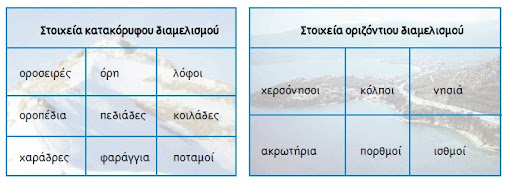 Στοιχεία κατακόρυφου διαμελισμού
οροσειρές όρη λόφοι
οροπέδια πεδιάδες κοιλάδες
χαράδρες φαράγγια ποταμοί
Στοιχεία οριζόντιου διαμελισμού
χερσόνησοι κόλποι νησιά
ακρωτήρια πορθμοί ισθμοί